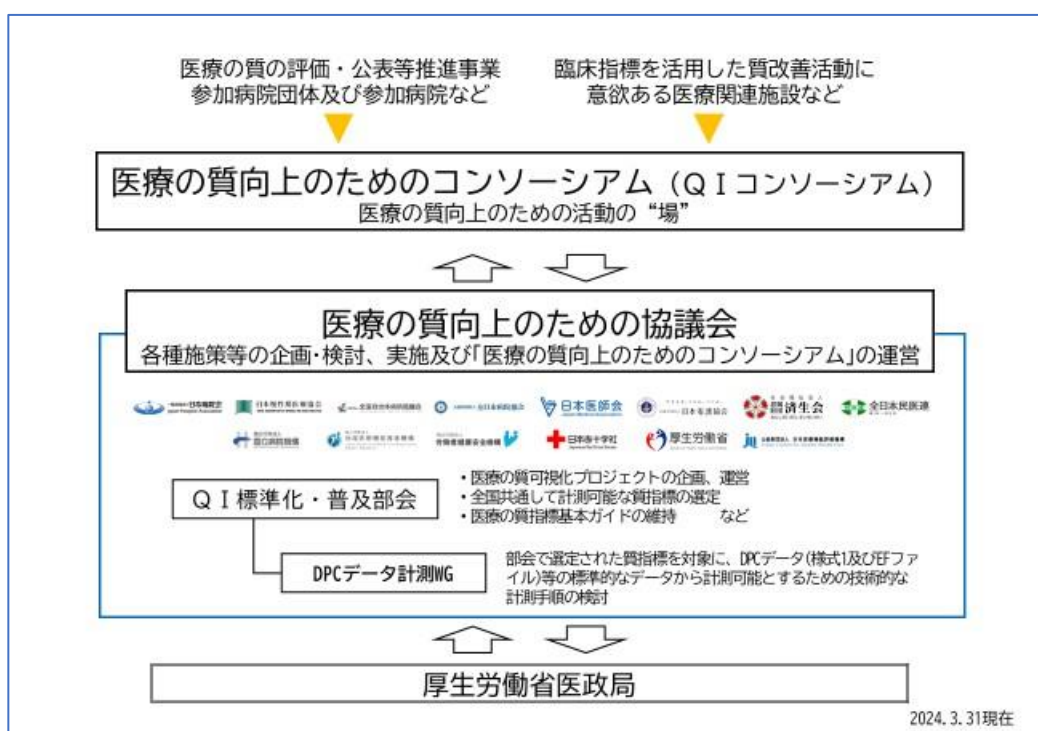 医療の質の評価・公表等推進事業
参加病院団体及び参加病院など
臨床指標を活用した質改善活動に
意欲ある医療関連施設など
医療の質向上のためのコンソーシアム（ＱＩコンソーシアム）
医療の質向上のための活動の“場”
医療の質向上のための協議会
各種施策等の企画・検討、実施及び「医療の質向上のためのコンソーシアム」の運営
日本医師会
済生会
全日本民医連
日本赤十字社
厚生労働省
ＱＩ標準化・普及部会
・医療の質可視化プロジェクトの企画、運営
・全国共通して計測可能な質指標の選定
・医療の質指標基本ガイドの維持　　　など
DPCデータ計測WG
部会で選定された質指標を対象に、DPCデータ(様式1及びEFファ
イル)等の標準的なデータから計測可能とするための技術的な
計測手順の検討
厚生労働省医政局
2024.3.31現在